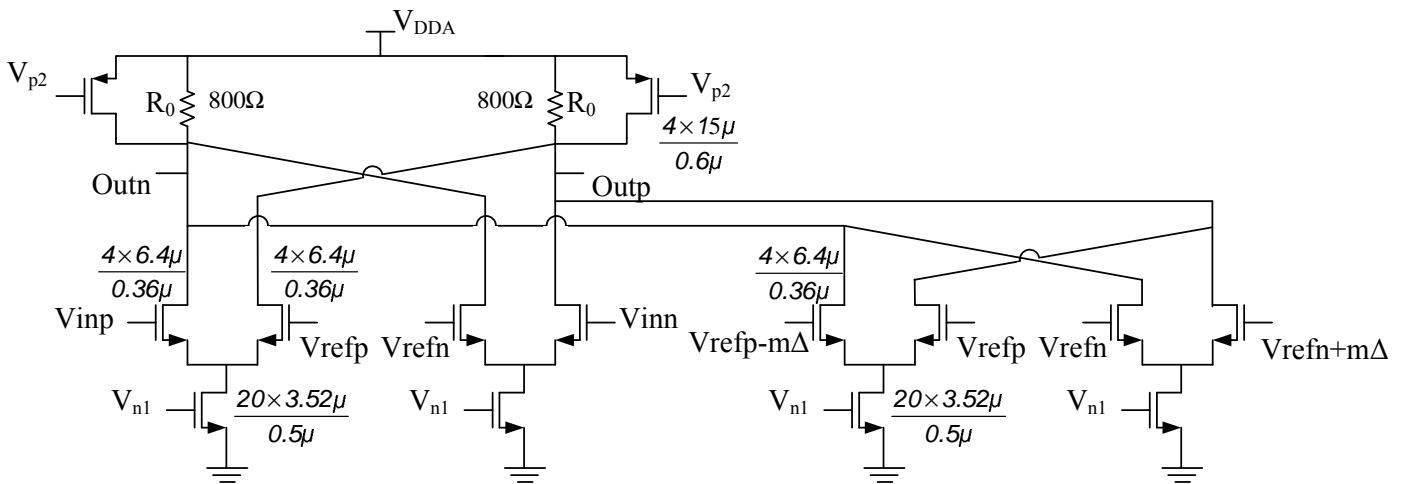 V_DDA
V_p2
R₀ 800Ω
800Ω R₀
V_p2
4×15μ
0.6μ
Outn
Outp
4×6.4μ
0.36μ
4×6.4μ
0.36μ
4×6.4μ
0.36μ
Vinp
Vrefp
Vrefn
Vinn
Vrefp-mΔ
Vrefp
Vrefn
Vrefn+mΔ
V_n1
20×3.52μ
0.5μ
V_n1
V_n1
20×3.52μ
0.5μ
V_n1